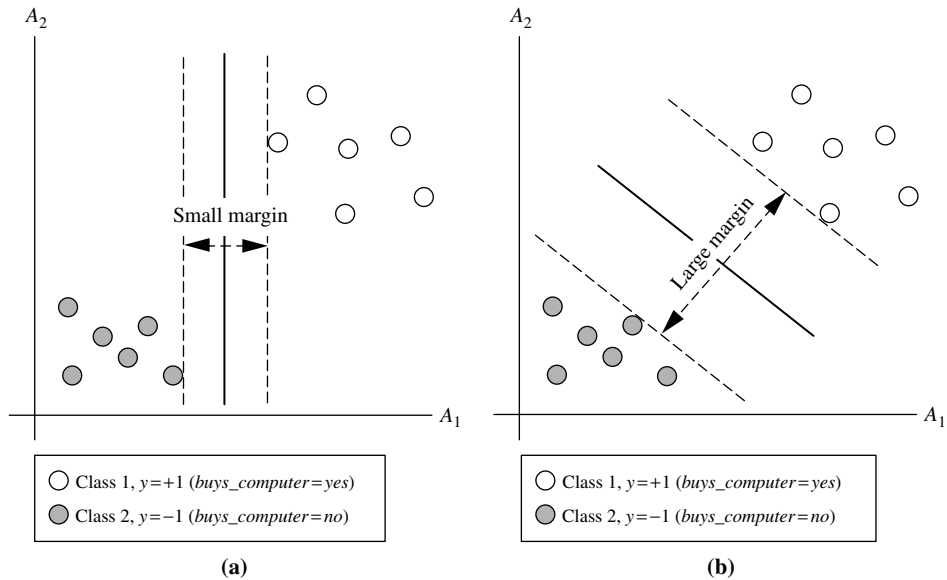 A2
Small margin
A1
Class 1, y=+1 (buys_computer=yes)
Class 2, y=−1 (buys_computer=no)
(a)
A2
Large margin
A1
Class 1, y=+1 (buys_computer=yes)
Class 2, y=−1 (buys_computer=no)
(b)